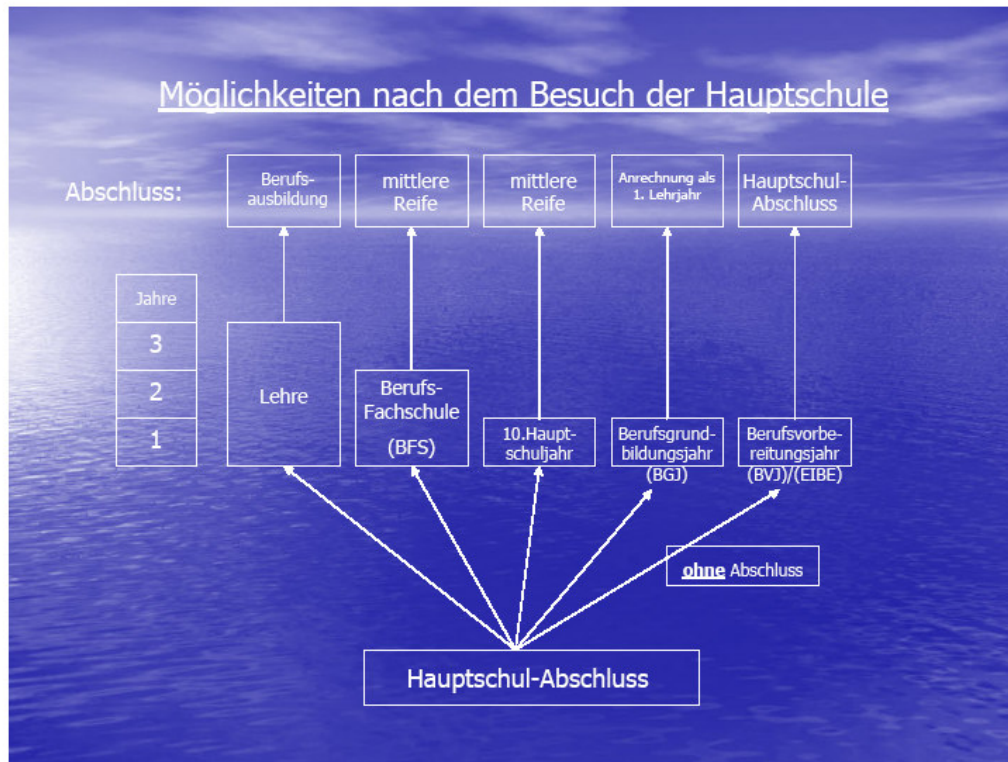 Möglichkeiten nach dem Besuch der Hauptschule
Abschluss:
Berufs-
ausbildung
mittlere
Reife
mittlere
Reife
Anrechnung als
1. Lehrjahr
Hauptschul-
Abschluss
Jahre
3
2
1
Lehre
Berufs-
Fachschule
(BFS)
10.Haupt-
schuljahr
Berufsgrund-
bildungsjahr
(BGJ)
Berufsvorbe-
reitungsjahr
(BVJ)/(EIBE)
ohne Abschluss
Hauptschul-Abschluss